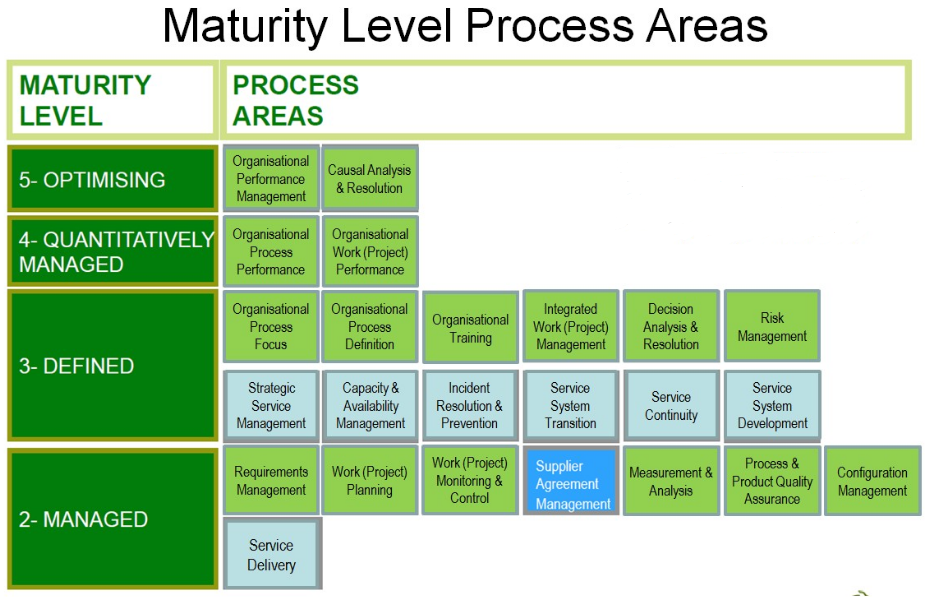 Maturity Level Process Areas
MATURITY
LEVEL
PROCESS
AREAS
5- OPTIMISING
Organisational
Performance
Management
Causal Analysis
& Resolution
4- QUANTITATIVELY
MANAGED
Organisational
Process
Performance
Organisational
Work (Project)
Performance
3- DEFINED
Organisational
Process
Focus
Organisational
Process
Definition
Organisational
Training
Integrated
Work (Project)
Management
Decision
Analysis &
Resolution
Risk
Management
Strategic
Service
Management
Capacity &
Availability
Management
Incident
Resolution &
Prevention
Service
System
Transition
Service
Continuity
Service
System
Development
2- MANAGED
Requirements
Management
Work (Project)
Planning
Work (Project)
Monitoring &
Control
Supplier
Agreement
Management
Measurement &
Analysis
Process &
Product Quality
Assurance
Configuration
Management
Service
Delivery